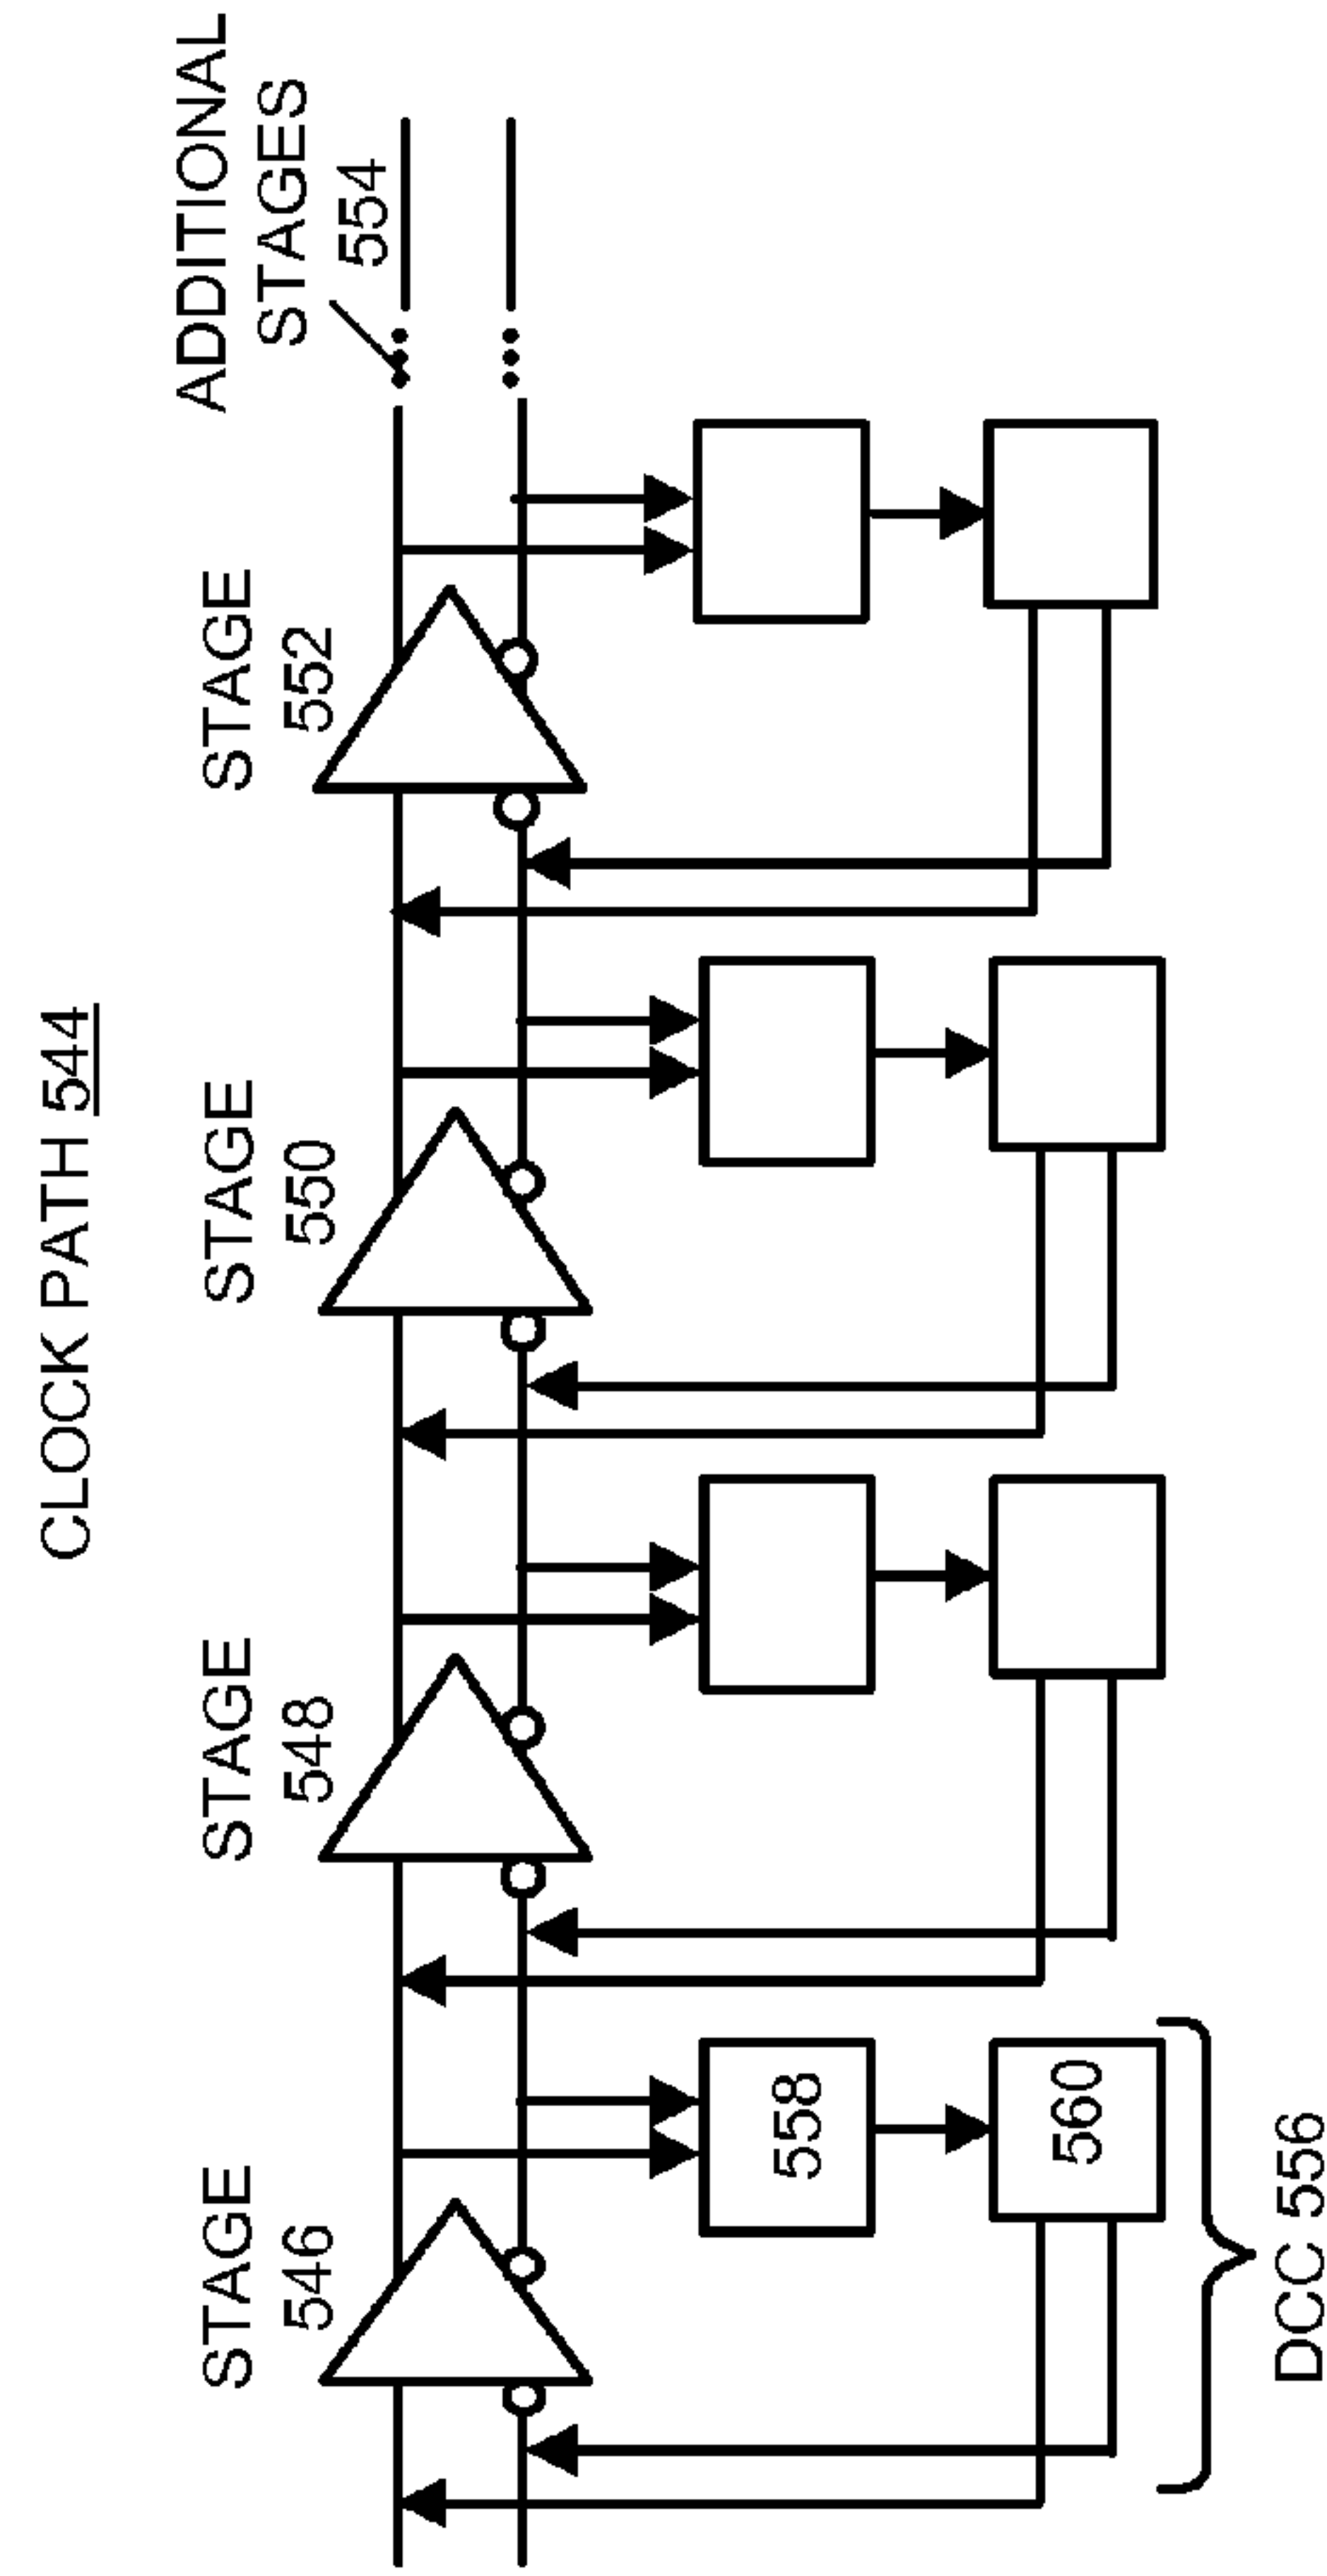 CLOCK PATH 544
STAGE
546
STAGE
548
STAGE
550
STAGE
552
ADDITIONAL
STAGES
554
558
560
DCC 556